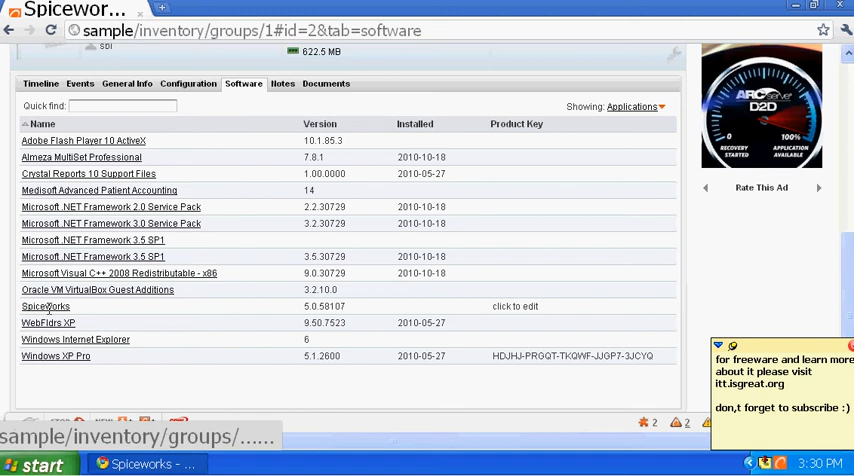 Spicewor...
sample/inventory/groups/1#id=2&tab=software
sbi
622.5 MB
Timeline Events General Info Configuration Software Notes Documents
Quick find:
Showing: Applications
Name Version Installed Product Key
Adobe Flash Player 10 ActiveX 10.1.85.3
Almeza MultiSet Professional 7.8.1 2010-10-18
Crystal Reports 10 Support Files 1.00.0000 2010-05-27
Medisoft Advanced Patient Accounting 14
Microsoft .NET Framework 2.0 Service Pack 2.2.30729 2010-10-18
Microsoft .NET Framework 3.0 Service Pack 3.2.30729 2010-10-18
Microsoft .NET Framework 3.5 SP1
Microsoft .NET Framework 3.5 SP1 3.5.30729 2010-10-18
Microsoft Visual C++ 2008 Redistributable - x86 9.0.30729 2010-10-18
Oracle VM VirtualBox Guest Additions 3.2.10.0
Spiceworks 5.0.58107 click to edit
WebFldrs XP 9.50.7523 2010-05-27
Windows Internet Explorer 6
Windows XP Pro 5.1.2600 2010-05-27 HDJHJ-PRGQT-TKQWF-JJGP7-3JCYQ
ARCserve
D2D
0 100%
RECOVERY STARTED APPLICATION AVAILABLE
Rate This Ad
for freeware and learn more
about it please visit
itt.isgreat.org
don,t forget to subscribe :)
2 2
sample/inventory/groups/......
start
Spiceworks - ...
3:30 PM